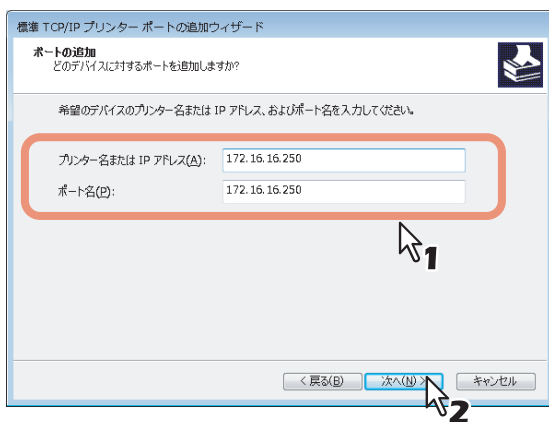 標準 TCP/IP プリンター ポートの追加ウィザード
ポートの追加
どのデバイスに対するポートを追加しますか?
希望のデバイスのプリンター名または IP アドレス、およびポート名を入力してください。
プリンター名または IP アドレス(A): 172.16.16.250
ポート名(P): 172.16.16.250
1
< 戻る(B) 次へ(N) > キャンセル
2